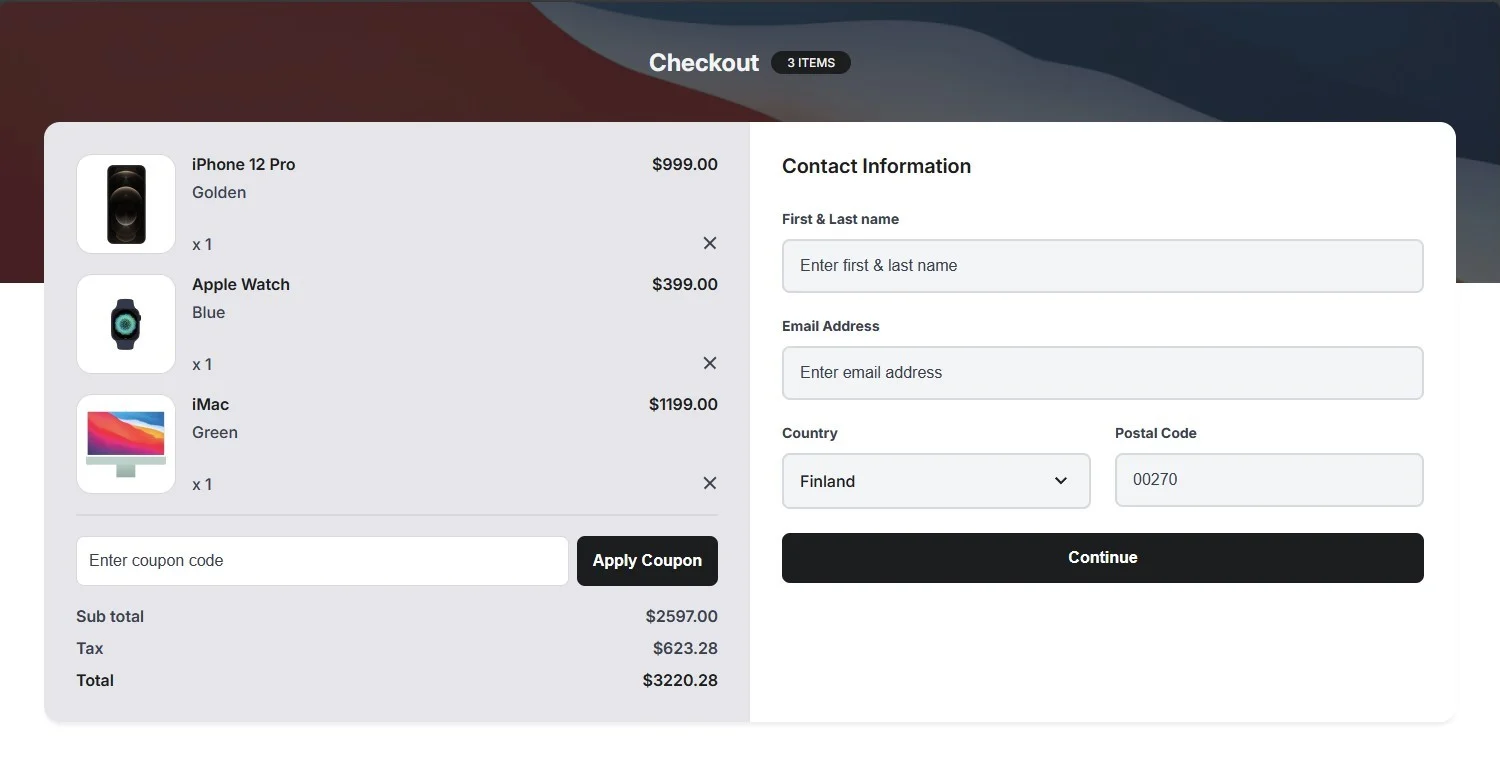 Checkout 3 ITEMS
iPhone 12 Pro $999.00
Golden
x 1
Apple Watch $399.00
Blue
x 1
iMac $1199.00
Green
x 1
Enter coupon code Apply Coupon
Sub total $2597.00
Tax $623.28
Total $3220.28
Contact Information
First & Last name
Enter first & last name
Email Address
Enter email address
Country Postal Code
Finland 00270
Continue